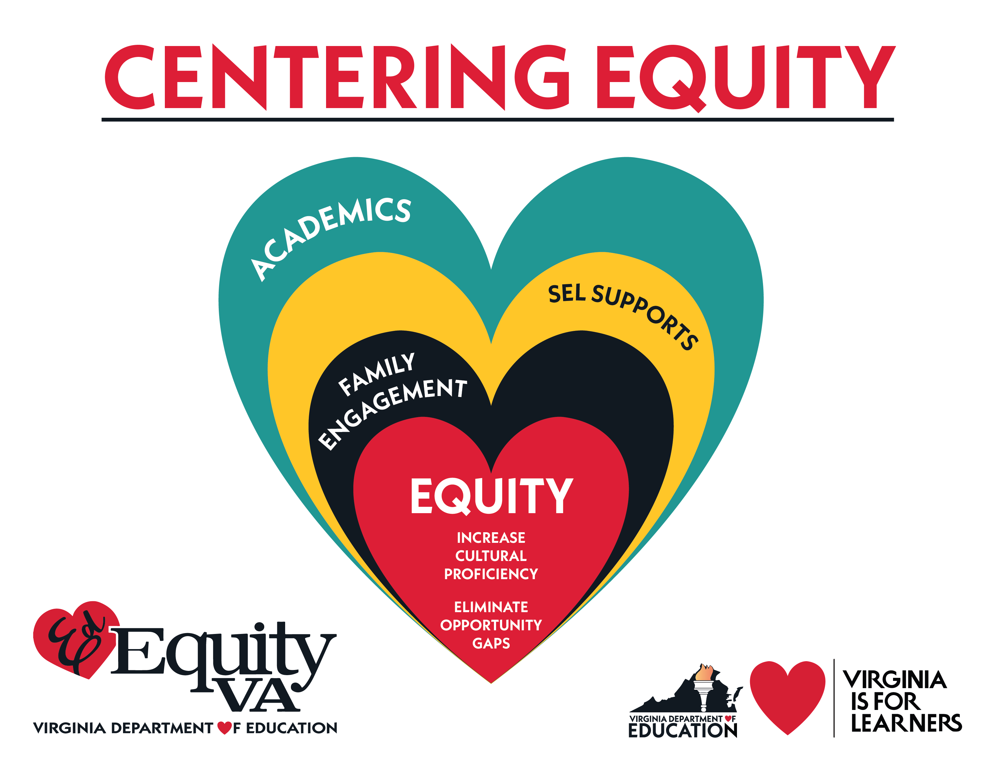 CENTERING EQUITY
ACADEMICS
SEL SUPPORTS
FAMILY
ENGAGEMENT
EQUITY
INCREASE
CULTURAL
PROFICIENCY
ELIMINATE
OPPORTUNITY
GAPS
Ed Equity
VA
VIRGINIA DEPARTMENT OF EDUCATION
VIRGINIA DEPARTMENT OF
EDUCATION
VIRGINIA
IS FOR
LEARNERS